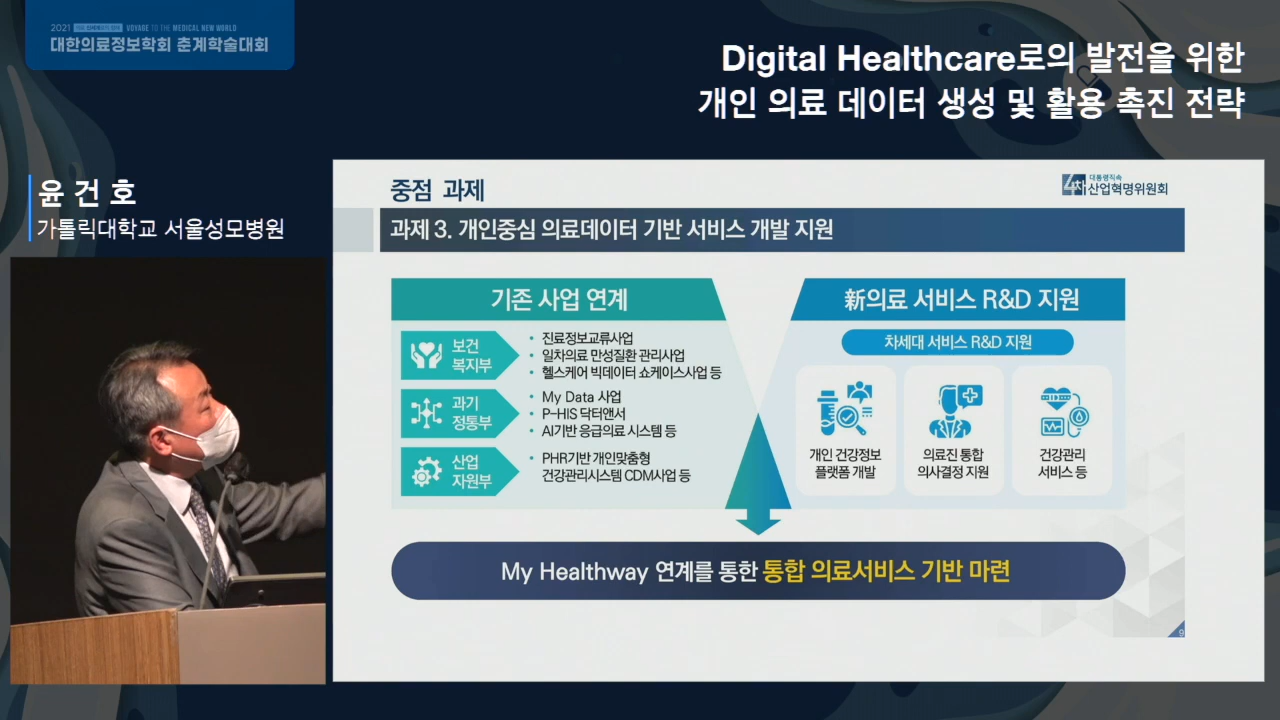 2021 VOYAGE TO THE MEDICAL NEW WORLD
대한의료정보학회 춘계학술대회
Digital Healthcare로의 발전을 위한
개인 의료 데이터 생성 및 활용 촉진 전략
윤 건 호
가톨릭대학교 서울성모병원
중점 과제
대통령직속
4th 산업혁명위원회
과제 3. 개인중심 의료데이터 기반 서비스 개발 지원
기존 사업 연계
보건
복지부
• 진료정보교류사업
• 일차의료 만성질환 관리사업
• 헬스케어 빅데이터 쇼케이스사업 등
과기
정통부
• My Data 사업
• P-HIS 닥터앤서
• AI기반 응급의료 시스템 등
산업
자원부
• PHR기반 개인맞춤형
건강관리시스템 CDM사업 등
新의료 서비스 R&D 지원
차세대 서비스 R&D 지원
개인 건강정보
플랫폼 개발
의료진 통합
의사결정 지원
건강관리
서비스 등
My Healthway 연계를 통한 통합 의료서비스 기반 마련
9